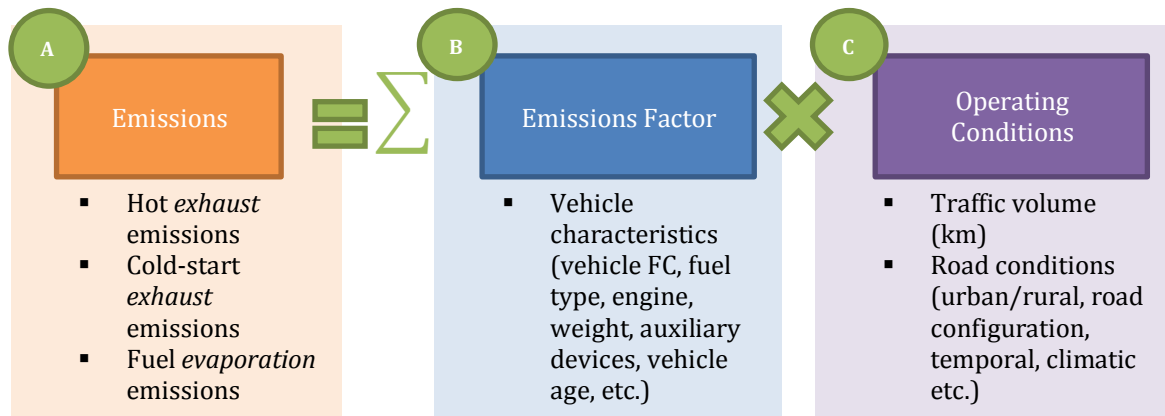 A
Emissions
▪ Hot exhaust
emissions
▪ Cold-start
exhaust
emissions
▪ Fuel evaporation
emissions
=
∑
B
Emissions Factor
▪ Vehicle
characteristics
(vehicle FC, fuel
type, engine,
weight, auxiliary
devices, vehicle
age, etc.)
×
C
Operating
Conditions
▪ Traffic volume
(km)
▪ Road conditions
(urban/rural, road
configuration,
temporal, climatic
etc.)